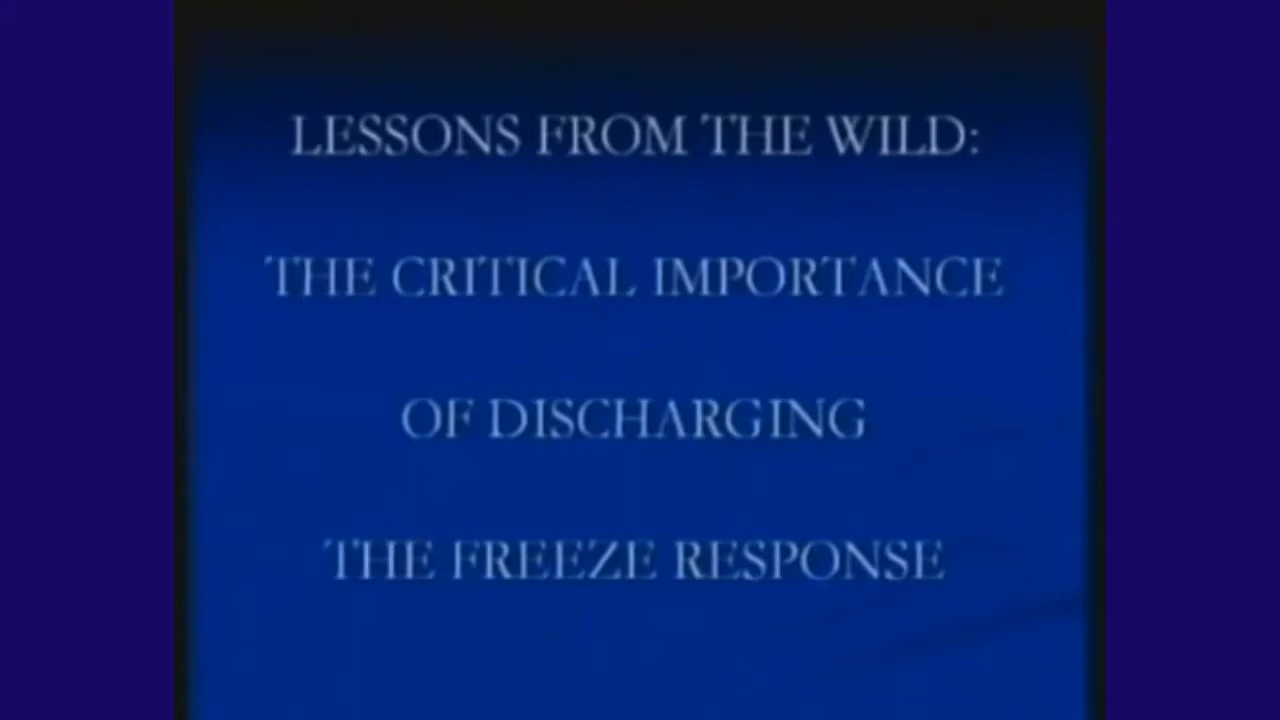 LESSONS FROM THE WILD:
THE CRITICAL IMPORTANCE
OF DISCHARGING
THE FREEZE RESPONSE